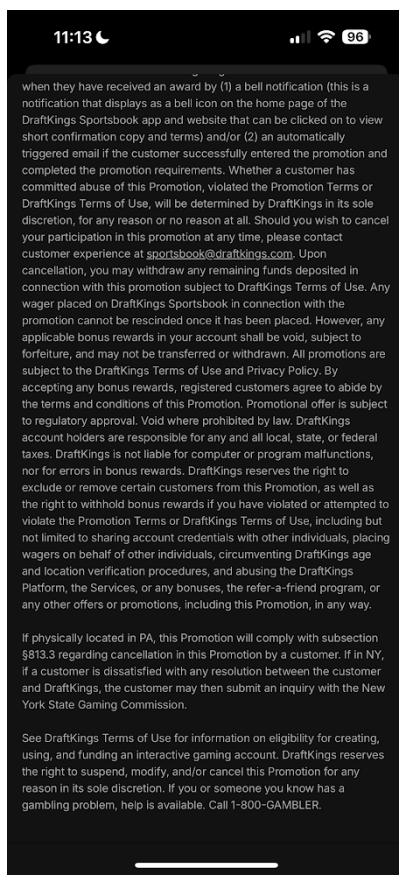 11:13
96
when they have received an award by (1) a bell notification (this is a
notification that displays as a bell icon on the home page of the
DraftKings Sportsbook app and website that can be clicked on to view
short confirmation copy and terms) and/or (2) an automatically
triggered email if the customer successfully entered the promotion and
completed the promotion requirements. Whether a customer has
committed abuse of this Promotion, violated the Promotion Terms or
DraftKings Terms of Use, will be determined by DraftKings in its sole
discretion, for any reason or no reason at all. Should you wish to cancel
your participation in this promotion at any time, please contact
customer experience at sportsbook@draftkings.com. Upon
cancellation, you may withdraw any remaining funds deposited in
connection with this promotion subject to DraftKings Terms of Use. Any
wager placed on DraftKings Sportsbook in connection with the
promotion cannot be rescinded once it has been placed. However, any
applicable bonus rewards in your account shall be void, subject to
forfeiture, and may not be transferred or withdrawn. All promotions are
subject to the DraftKings Terms of Use and Privacy Policy. By
accepting any bonus rewards, registered customers agree to abide by
the terms and conditions of this Promotion. Promotional offer is subject
to regulatory approval. Void where prohibited by law. DraftKings
account holders are responsible for any and all local, state, or federal
taxes. DraftKings is not liable for computer or program malfunctions,
nor for errors in bonus rewards. DraftKings reserves the right to
exclude or remove certain customers from this Promotion, as well as
the right to withhold bonus rewards if you have violated or attempted to
violate the Promotion Terms or DraftKings Terms of Use, including but
not limited to sharing account credentials with other individuals, placing
wagers on behalf of other individuals, circumventing DraftKings age
and location verification procedures, and abusing the DraftKings
Platform, the Services, or any bonuses, the refer-a-friend program, or
any other offers or promotions, including this Promotion, in any way.
If physically located in PA, this Promotion will comply with subsection
§813.3 regarding cancellation in this Promotion by a customer. If in NY,
if a customer is dissatisfied with any resolution between the customer
and DraftKings, the customer may then submit an inquiry with the New
York State Gaming Commission.
See DraftKings Terms of Use for information on eligibility for creating,
using, and funding an interactive gaming account. DraftKings reserves
the right to suspend, modify, and/or cancel this Promotion for any
reason in its sole discretion. If you or someone you know has a
gambling problem, help is available. Call 1-800-GAMBLER.